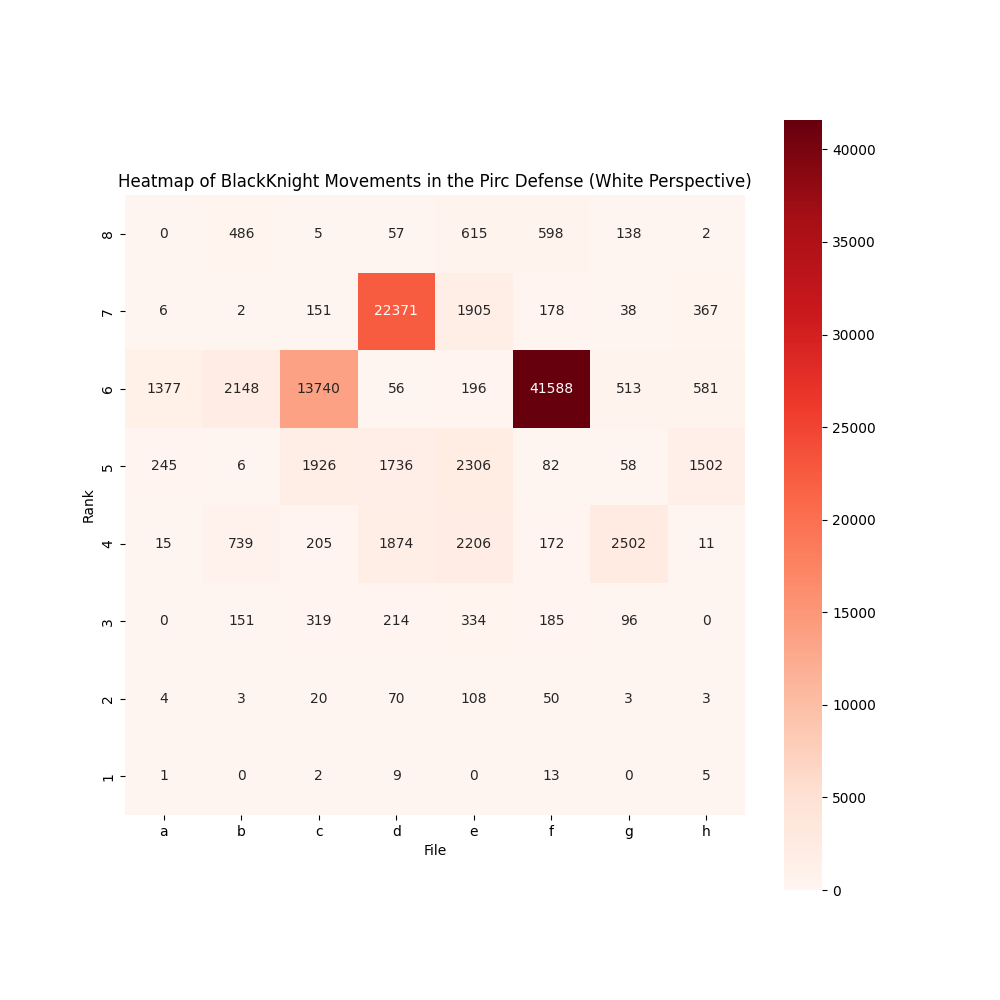 Heatmap of BlackKnight Movements in the Pirc Defense (White Perspective)
8 0 486 5 57 615 598 138 2
7 6 2 151 22371 1905 178 38 367
6 1377 2148 13740 56 196 41588 513 581
5 245 6 1926 1736 2306 82 58 1502
4 15 739 205 1874 2206 172 2502 11
3 0 151 319 214 334 185 96 0
2 4 3 20 70 108 50 3 3
1 1 0 2 9 0 13 0 5
a b c d e f g h
File
Rank
40000
35000
30000
25000
20000
15000
10000
5000
0